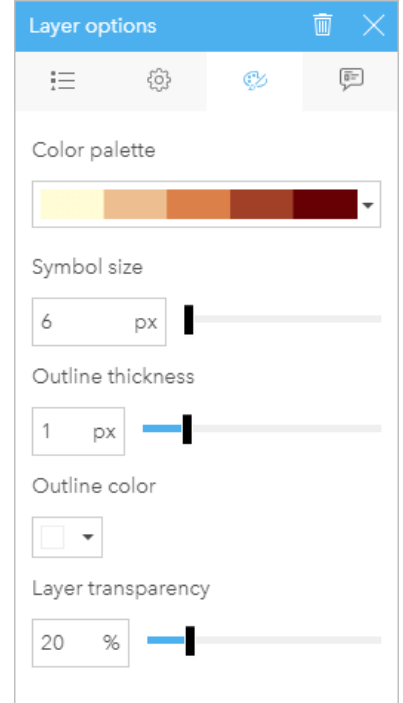 Layer options
Color palette
Symbol size
6 px
Outline thickness
1 px
Outline color
Layer transparency
20 %